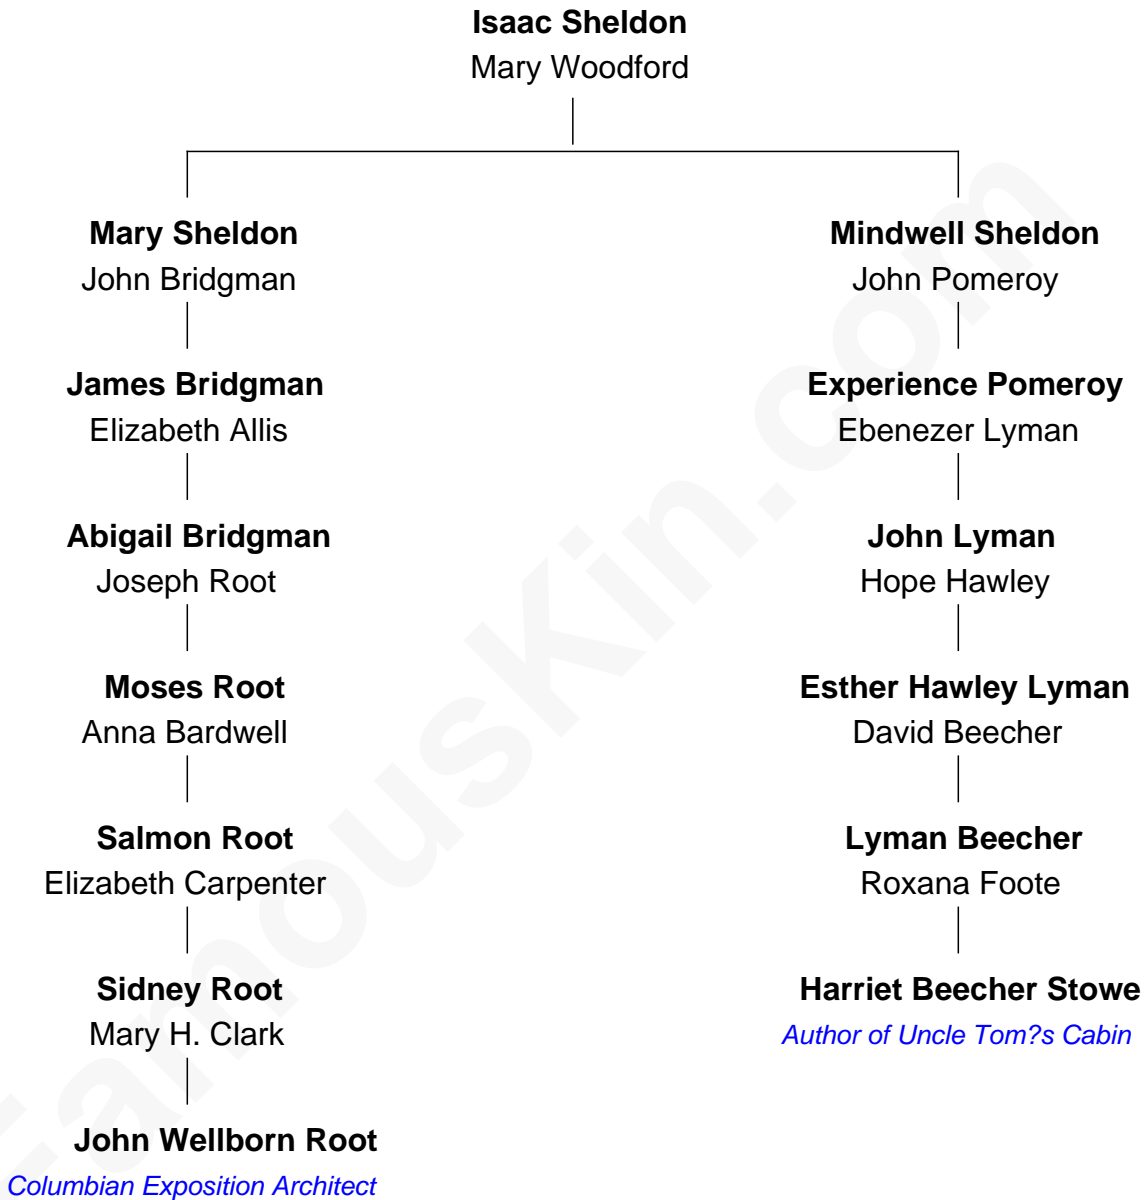 Isaac Sheldon
Mary Woodford
Mary Sheldon
John Bridgman
Mindwell Sheldon
John Pomeroy
James Bridgman
Elizabeth Allis
Experience Pomeroy
Ebenezer Lyman
Abigail Bridgman
Joseph Root
John Lyman
Hope Hawley
Moses Root
Anna Bardwell
Esther Hawley Lyman
David Beecher
Salmon Root
Elizabeth Carpenter
Lyman Beecher
Roxana Foote
Sidney Root
Mary H. Clark
Harriet Beecher Stowe
Author of Uncle Tom?s Cabin
John Wellborn Root
Columbian Exposition Architect
FamousKin.com